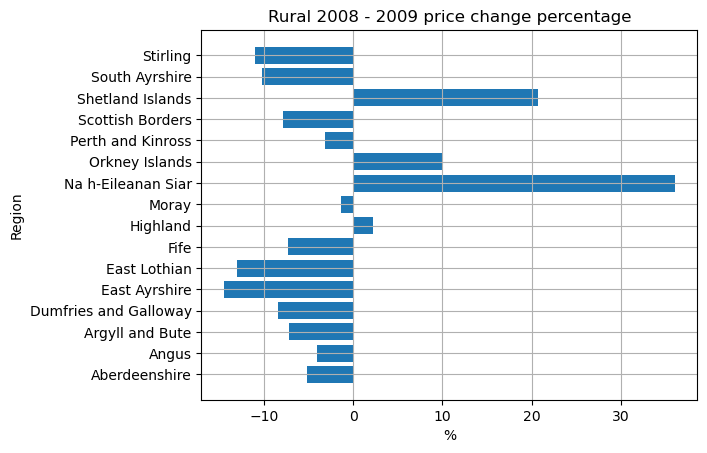 Rural 2008 - 2009 price change percentage
Region
Stirling
South Ayrshire
Shetland Islands
Scottish Borders
Perth and Kinross
Orkney Islands
Na h-Eileanan Siar
Moray
Highland
Fife
East Lothian
East Ayrshire
Dumfries and Galloway
Argyll and Bute
Angus
Aberdeenshire
−10 0 10 20 30
%